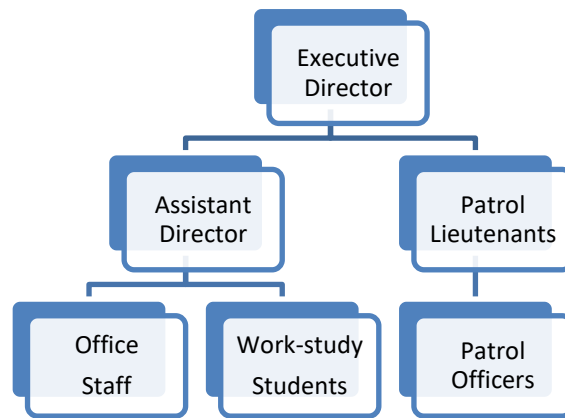 Executive
Director
Assistant
Director
Patrol
Lieutenants
Office
Staff
Work-study
Students
Patrol
Officers